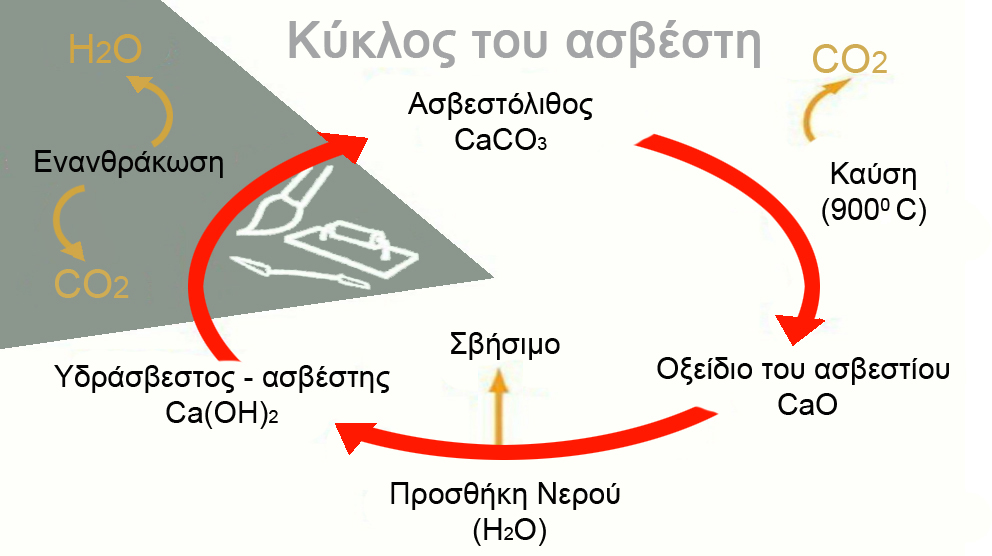 Κύκλος του ασβέστη
H₂O
CO₂
Ασβεστόλιθος
CaCO₃
Ενανθράκωση
Καύση
(900⁰ C)
CO₂
Σβήσιμο
Υδράσβεστος - ασβέστης
Ca(OH)₂
Οξείδιο του ασβεστίου
CaO
Προσθήκη Νερού
(H₂O)